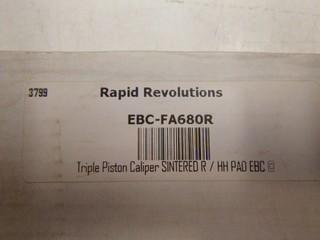 3799
Rapid Revolutions
EBC-FA680R
Triple Piston Caliper SINTERED R / HH PAD EBC